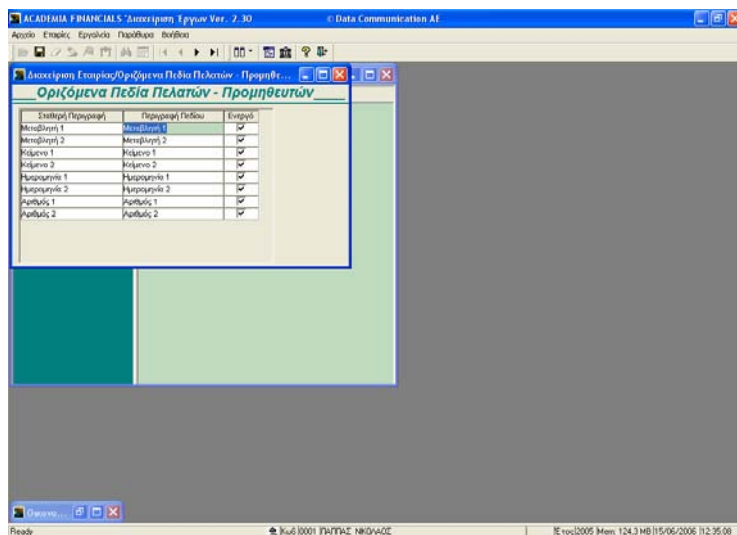 ACADEMIA FINANCIALS "Διαχείριση Έργων Ver. 2.30 © Data Communication AE
Αρχείο Εταιρίες Εργαλεία Παράθυρα Βοήθεια
Διαχείριση Εταιρίας/Οριζόμενα Πεδία Πελατών - Προμηθε...
Οριζόμενα Πεδία Πελατών - Προμηθευτών
Σταθερή Περιγραφή Περιγραφή Πεδίου Ενεργό
Μεταβλητή 1 Μεταβλητή 1
Μεταβλητή 2 Μεταβλητή 2
Κείμενο 1 Κείμενο 1
Κείμενο 2 Κείμενο 2
Ημερομηνία 1 Ημερομηνία 1
Ημερομηνία 2 Ημερομηνία 2
Αριθμός 1 Αριθμός 1
Αριθμός 2 Αριθμός 2
Οικονο...
Ready Κωδ 0001 ΠΑΠΠΑΣ ΝΙΚΟΛΑΟΣ Έτος 2005 Mem: 124.3 MB 15/06/2006 12:35:08